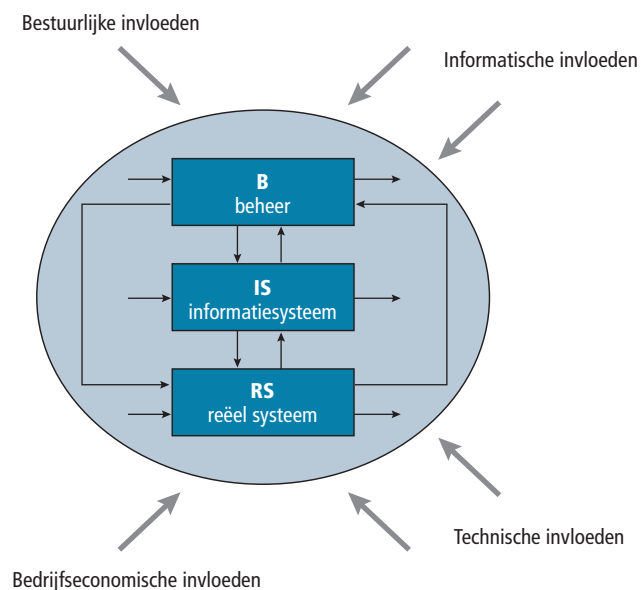 Bestuurlijke invloeden
Informatische invloeden
B
beheer
IS
informatiesysteem
RS
reëel systeem
Technische invloeden
Bedrijfseconomische invloeden